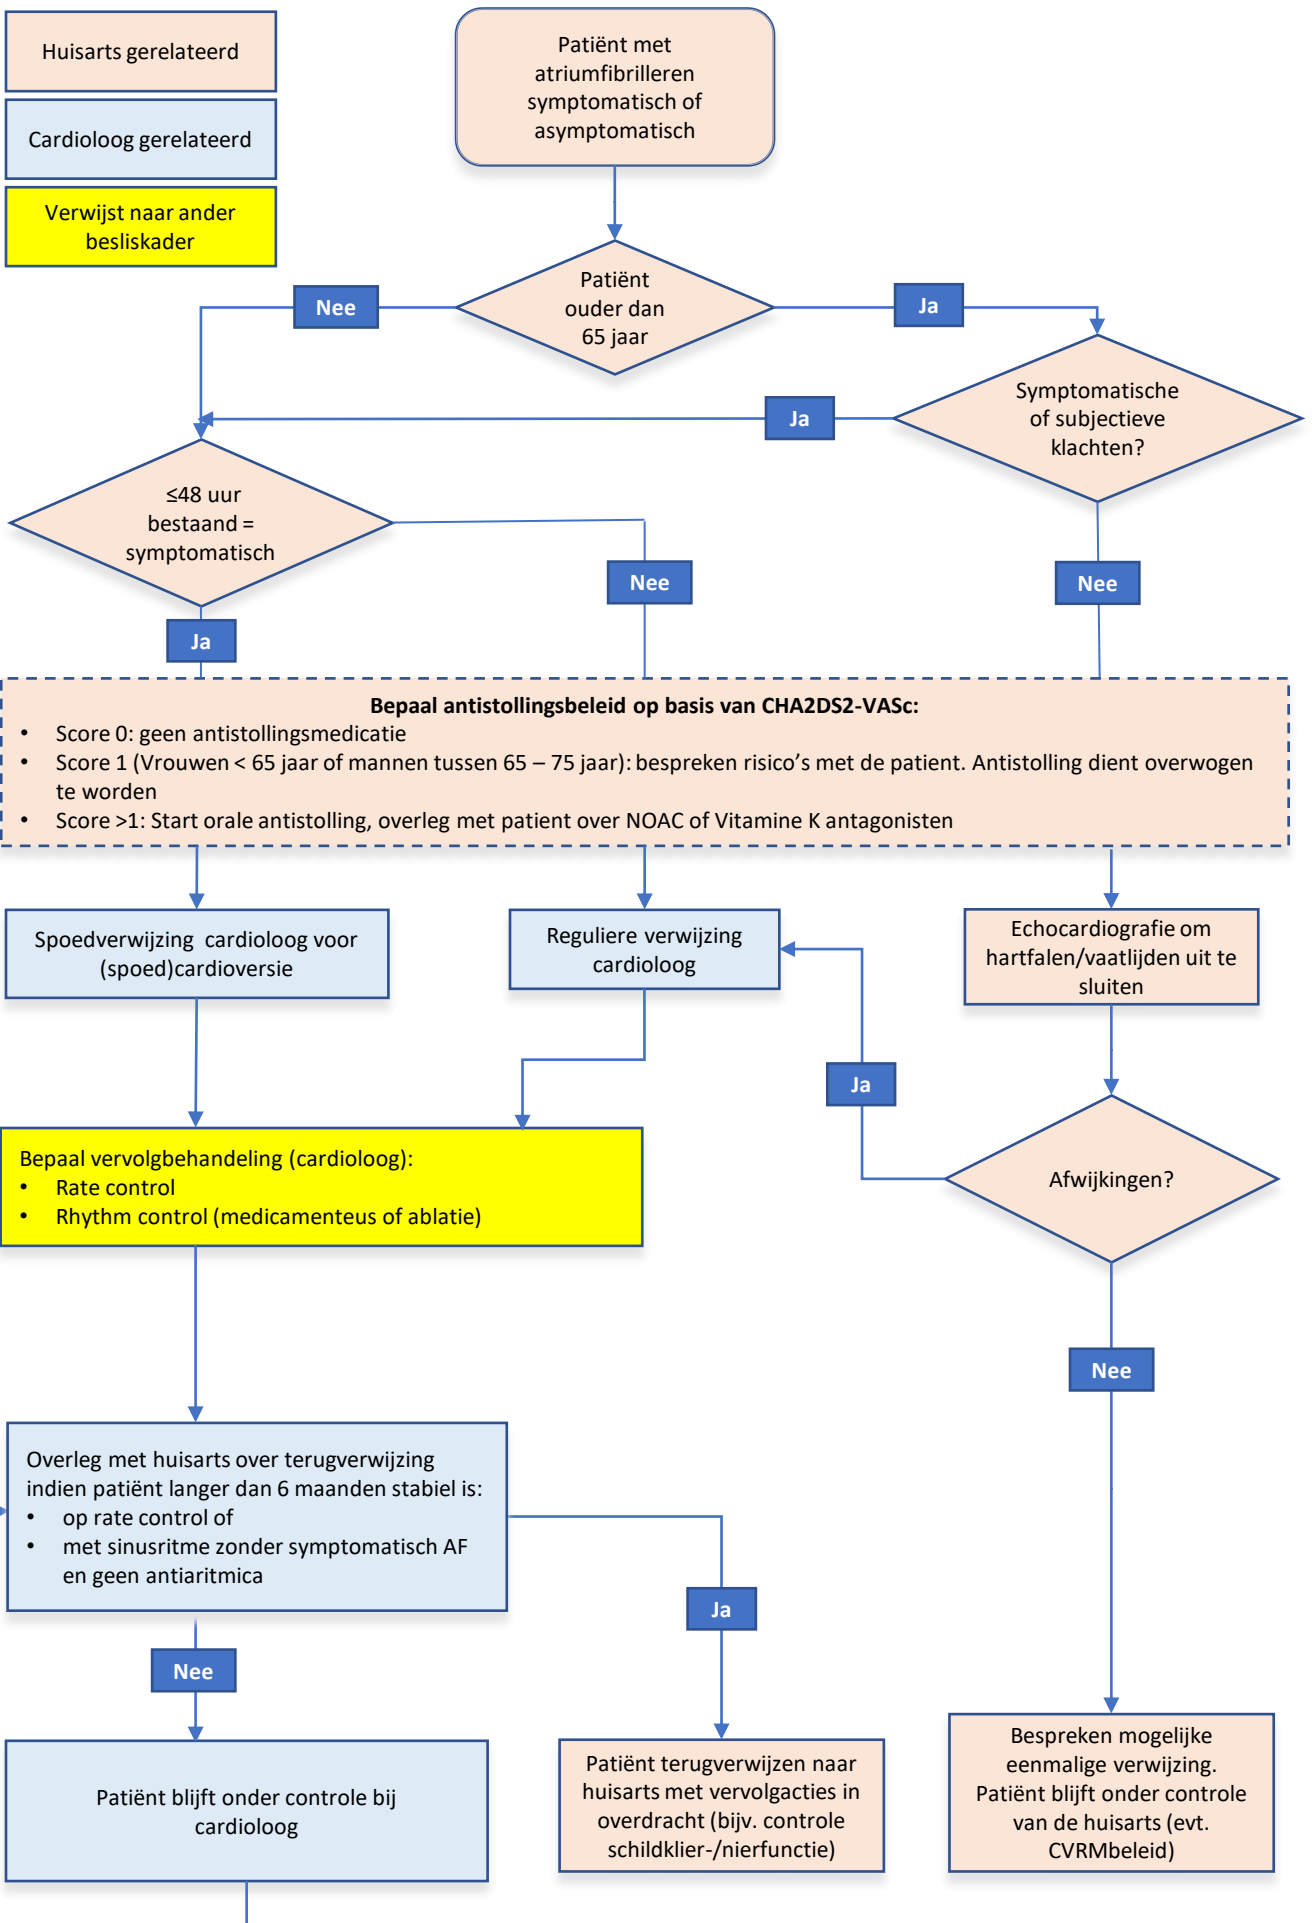 Huisarts gerelateerd
Cardioloog gerelateerd
Verwijst naar ander
besliskader
Patiënt met
atriumfibrilleren
symptomatisch of
asymptomatisch
Patiënt
ouder dan
65 jaar
Nee
Ja
Symptomatische
of subjectieve
klachten?
Ja
≤48 uur
bestaand =
symptomatisch
Nee
Nee
Ja
Bepaal antistollingsbeleid op basis van CHA2DS2-VASc:
• Score 0: geen antistollingsmedicatie
• Score 1 (Vrouwen < 65 jaar of mannen tussen 65 – 75 jaar): bespreken risico's met de patient. Antistolling dient overwogen
te worden
• Score >1: Start orale antistolling, overleg met patient over NOAC of Vitamine K antagonisten
Spoedverwijzing cardioloog voor
(spoed)cardioversie
Reguliere verwijzing
cardioloog
Echocardiografie om
hartfalen/vaatlijden uit te
sluiten
Ja
Afwijkingen?
Bepaal vervolgbehandeling (cardioloog):
• Rate control
• Rhythm control (medicamenteus of ablatie)
Nee
Overleg met huisarts over terugverwijzing
indien patiënt langer dan 6 maanden stabiel is:
• op rate control of
• met sinusritme zonder symptomatisch AF
en geen antiaritmica
Ja
Nee
Patiënt blijft onder controle bij
cardioloog
Patiënt terugverwijzen naar
huisarts met vervolgacties in
overdracht (bijv. controle
schildklier-/nierfunctie)
Bespreken mogelijke
eenmalige verwijzing.
Patiënt blijft onder controle
van de huisarts (evt.
CVRMbeleid)